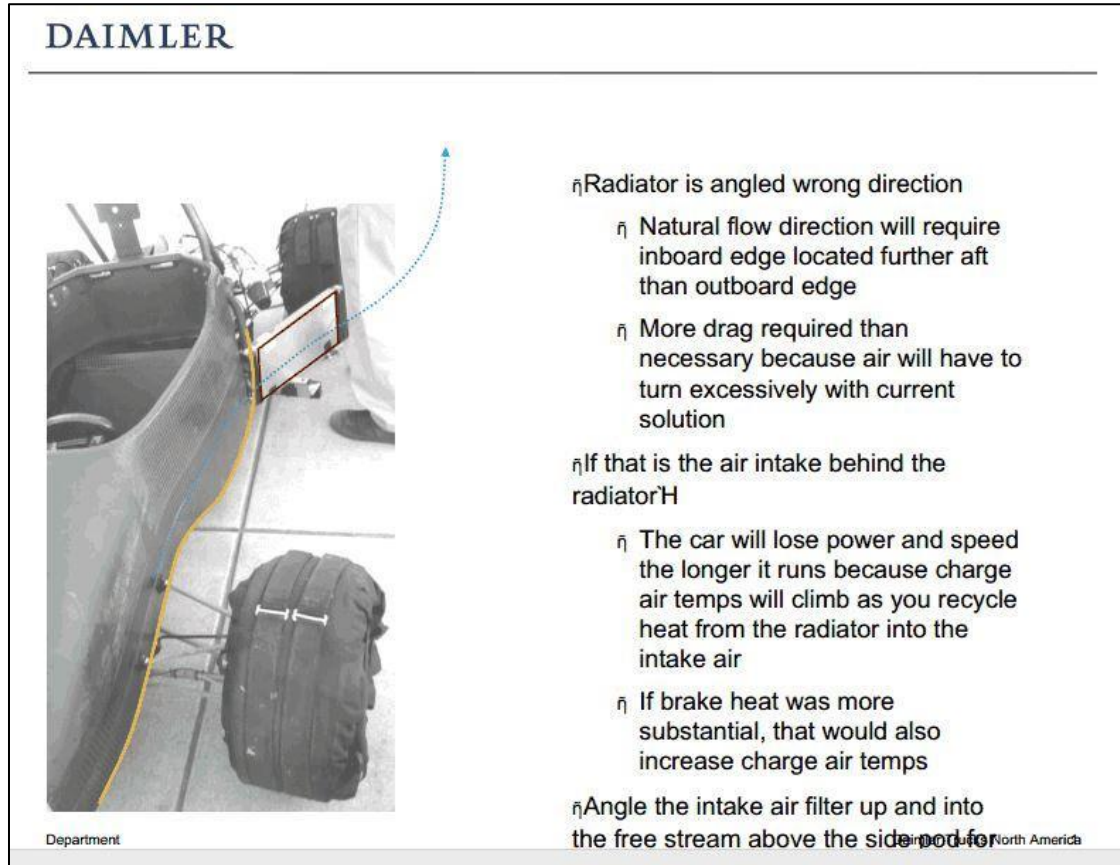 DAIMLER
ῆRadiator is angled wrong direction
ῆ Natural flow direction will require
inboard edge located further aft
than outboard edge
ῆ More drag required than
necessary because air will have to
turn excessively with current
solution
ῆIf that is the air intake behind the
radiator`H
ῆ The car will lose power and speed
the longer it runs because charge
air temps will climb as you recycle
heat from the radiator into the
intake air
ῆ If brake heat was more
substantial, that would also
increase charge air temps
ῆAngle the intake air filter up and into
the free stream above the side pod for
Department
Daimler Trucks North America